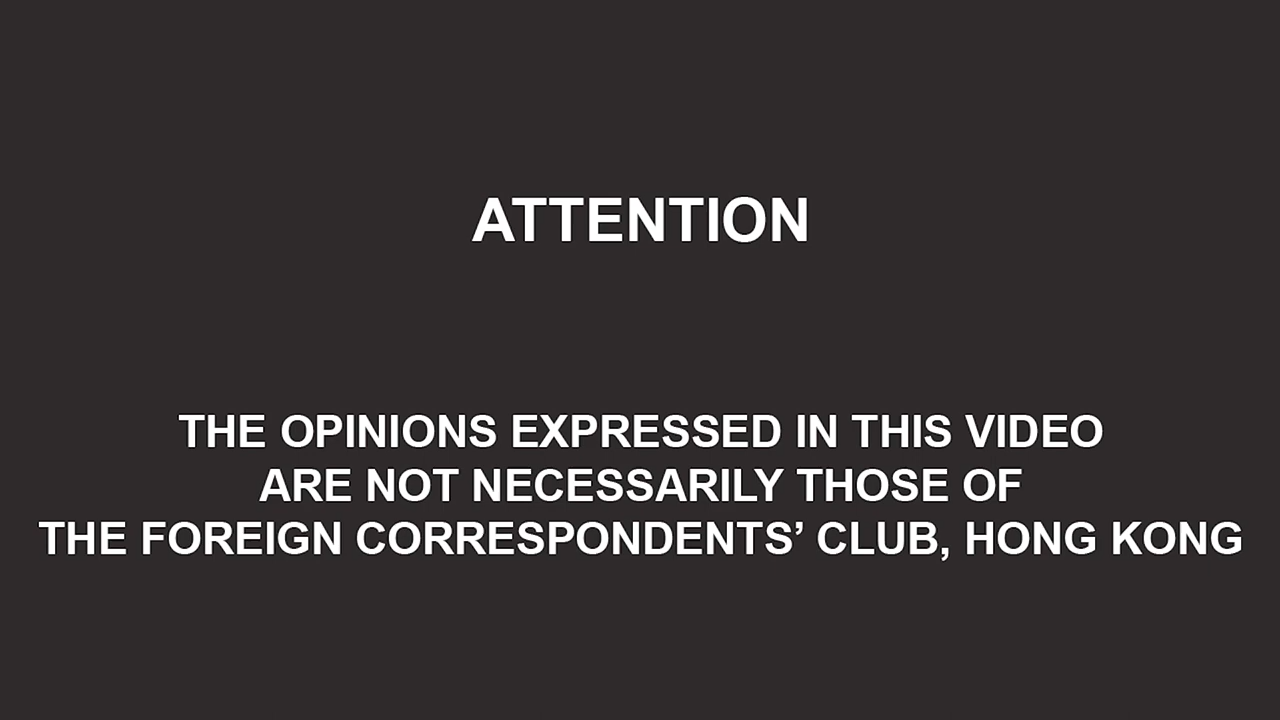 ATTENTION
THE OPINIONS EXPRESSED IN THIS VIDEO
ARE NOT NECESSARILY THOSE OF
THE FOREIGN CORRESPONDENTS’ CLUB, HONG KONG